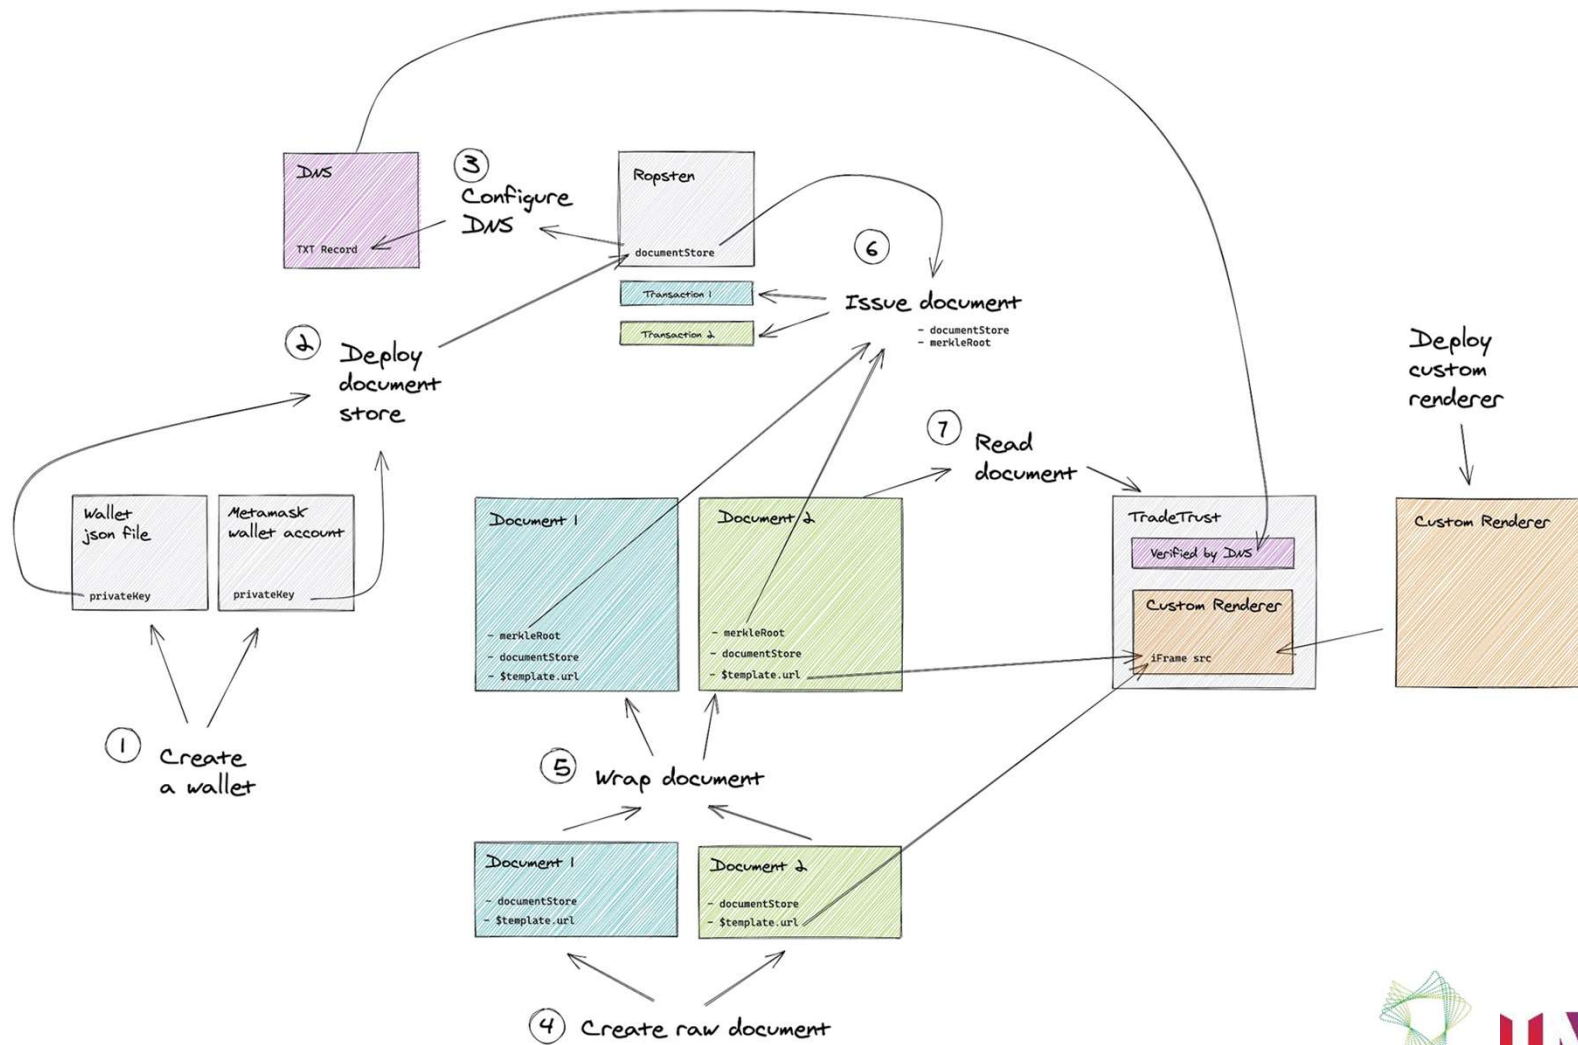 DNS
TXT Record
3
Configure
DNS
Ropsten
documentStore
Transaction 1
Transaction 2
6
Issue document
- documentStore
- merkleRoot
2
Deploy
document
store
Deploy
custom
renderer
7
Read
document
Wallet
json file
privateKey
Metamask
wallet account
privateKey
Document 1
- merkleRoot
- documentStore
- $template.url
Document 2
- merkleRoot
- documentStore
- $template.url
TradeTrust
Verified by DNS
Custom Renderer
iFrame src
Custom Renderer
1
Create
a wallet
5
Wrap document
Document 1
- documentStore
- $template.url
Document 2
- documentStore
- $template.url
4
Create raw document